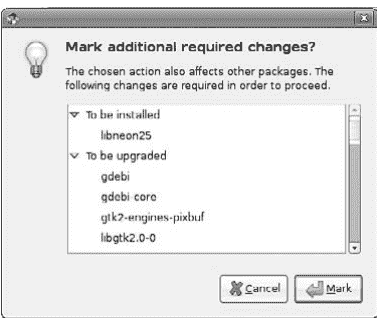 Mark additional required changes?
The chosen action also affects other packages. The
following changes are required in order to proceed.
To be installed
libneon25
To be upgraded
gdebi
gdebi-core
gtk2-engines-pixbuf
libgtk2.0-0
Cancel
Mark